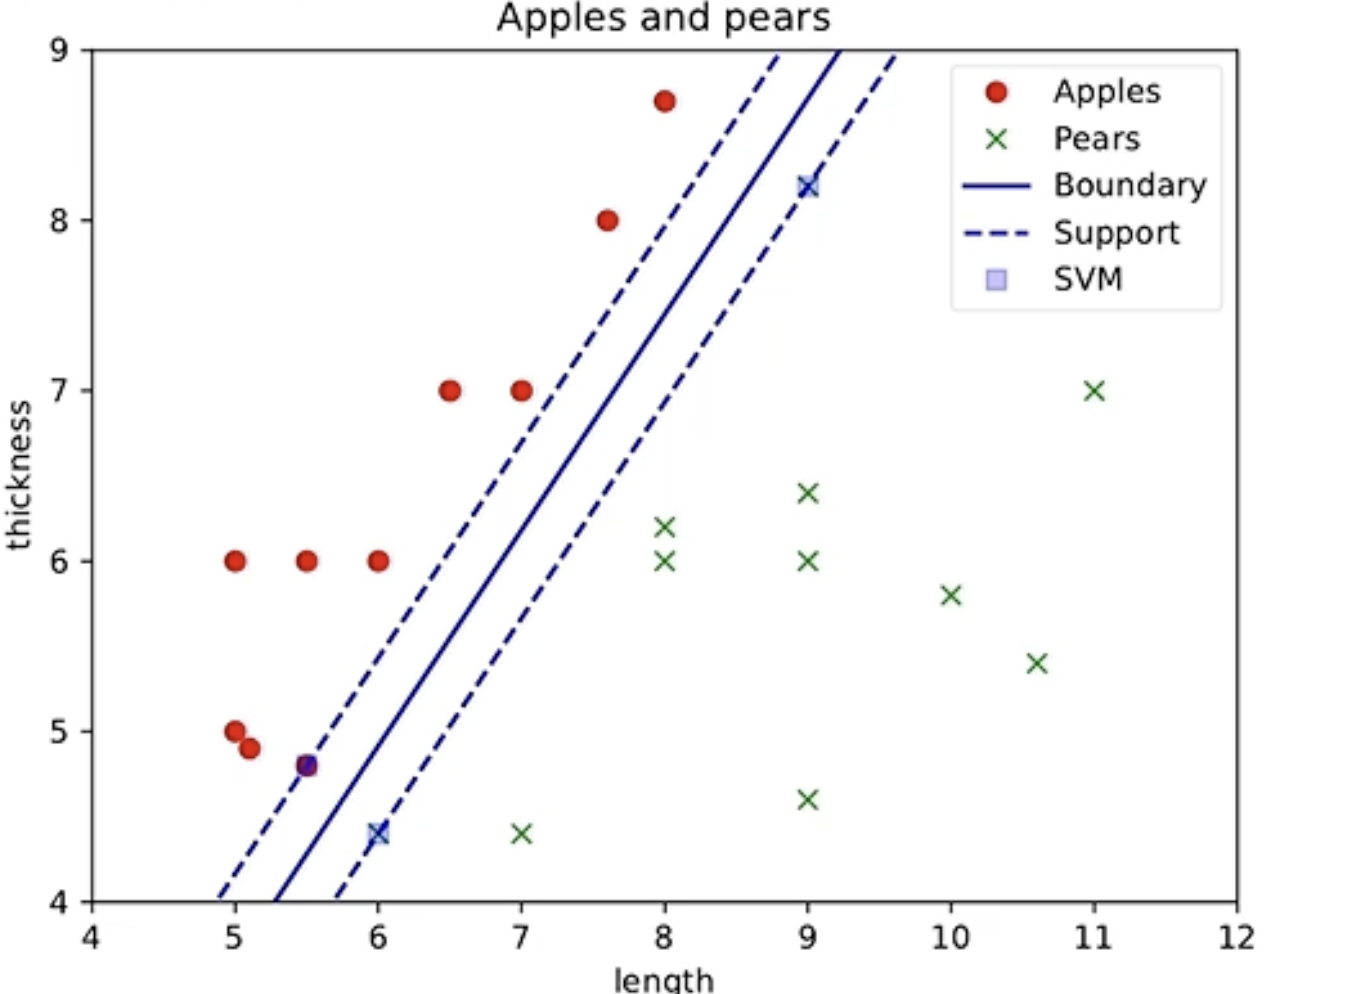 Apples and pears
9
8
7
6
5
4
thickness
Apples
Pears
Boundary
Support
SVM
4 5 6 7 8 9 10 11 12
length